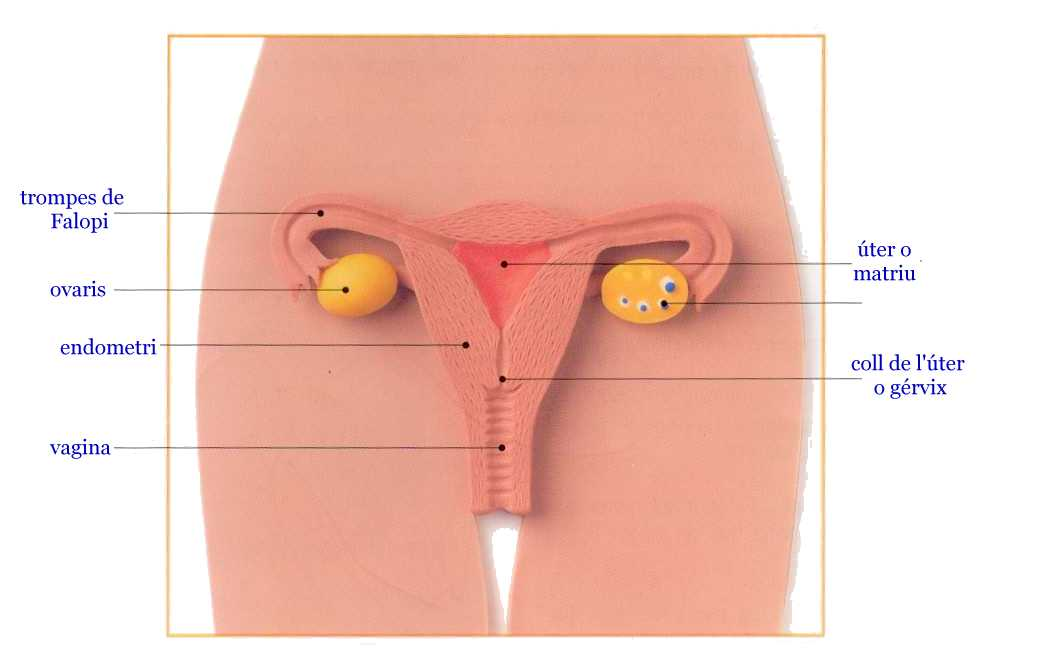 trompes de
Falopi
ovaris
endometri
vagina
úter o
matriu
coll de l'úter
o gérvix